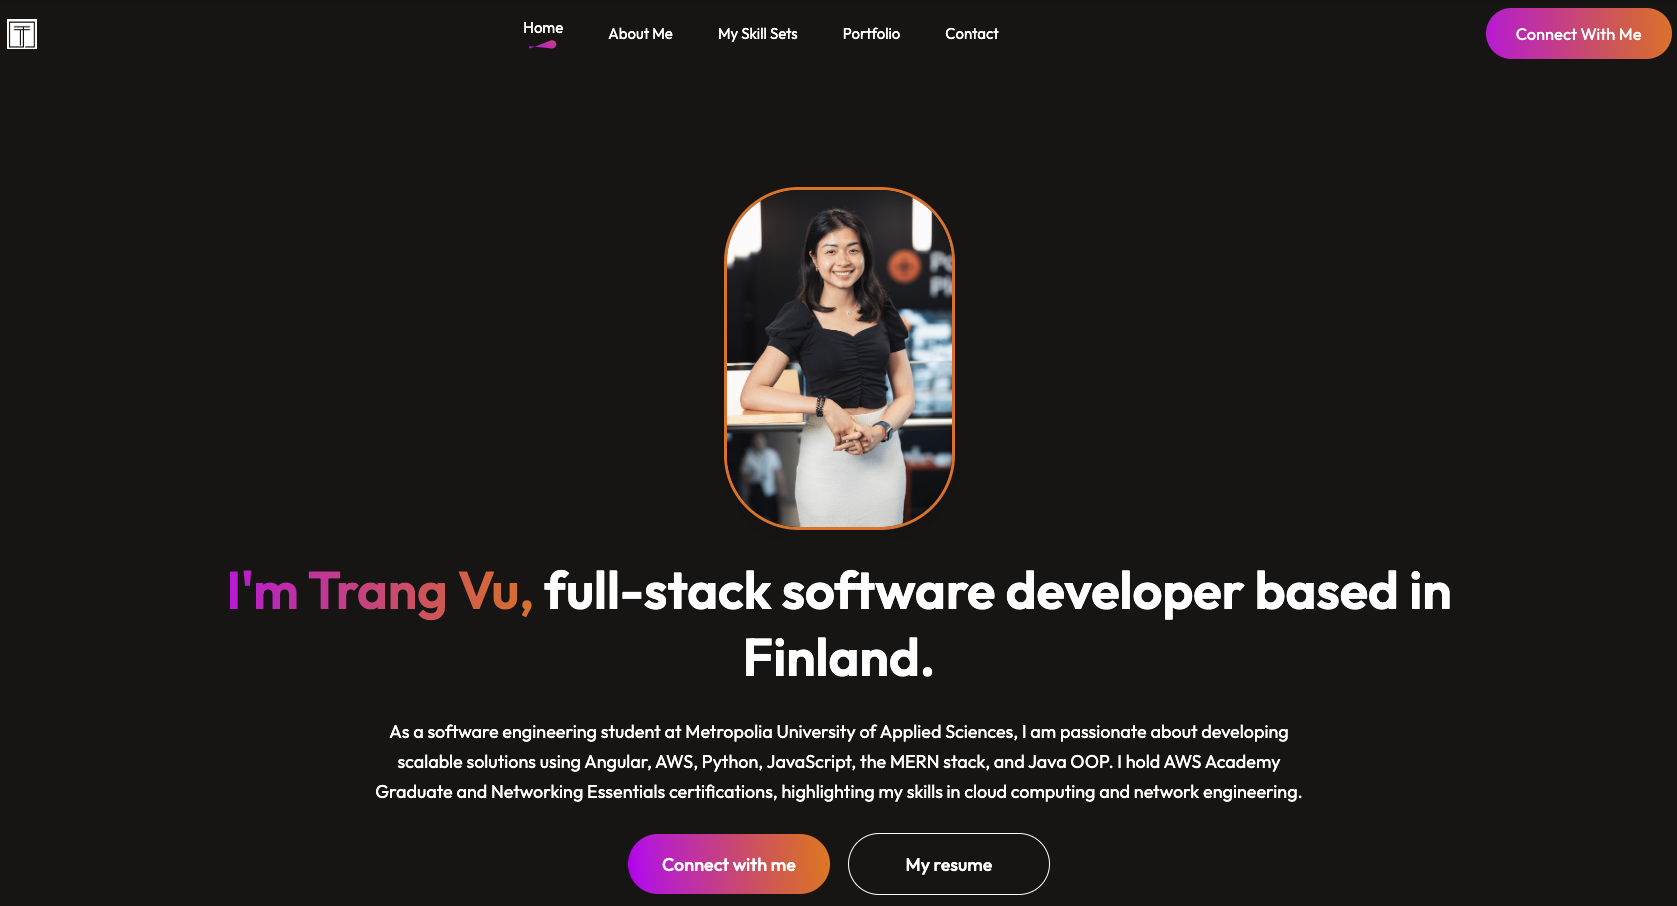 Home
About Me
My Skill Sets
Portfolio
Contact
Connect With Me
I'm Trang Vu, full-stack software developer based in
Finland.
As a software engineering student at Metropolia University of Applied Sciences, I am passionate about developing
scalable solutions using Angular, AWS, Python, JavaScript, the MERN stack, and Java OOP. I hold AWS Academy
Graduate and Networking Essentials certifications, highlighting my skills in cloud computing and network engineering.
Connect with me
My resume